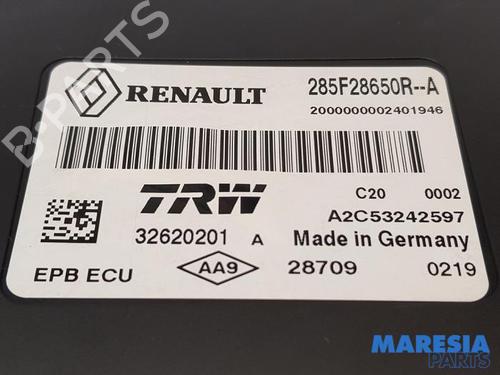 RENAULT
285F28650R--A
2000000002401946
TRW
C20 0002
A2C53242597
32620201 A
Made in Germany
EPB ECU
AA9
28709 0219
B-PARTS
MARESIA
PARTS